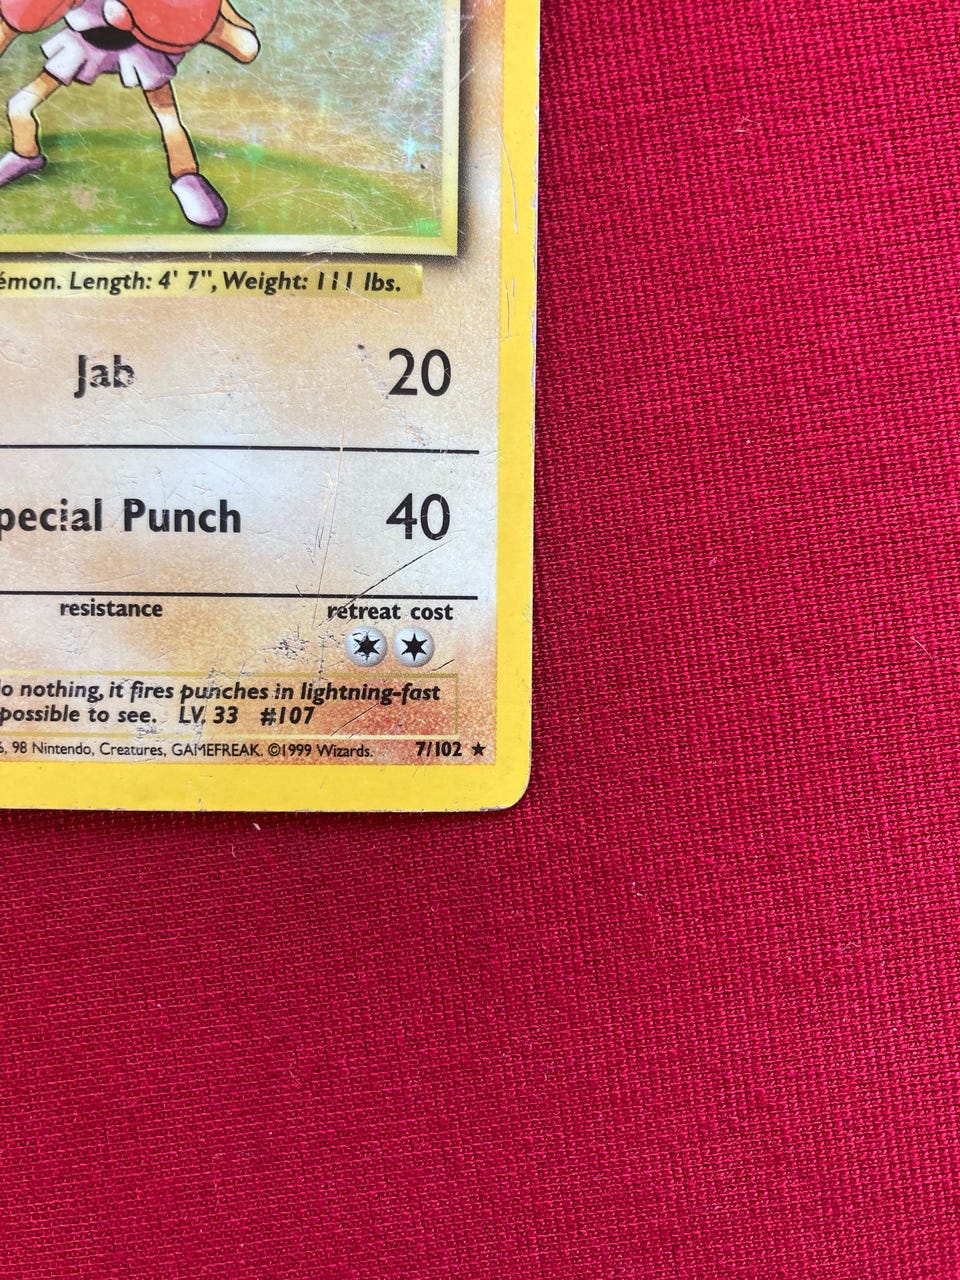 émon. Length: 4' 7", Weight: 111 lbs.
Jab 20
pecial Punch 40
resistance retreat cost
o nothing, it fires punches in lightning-fast
possible to see. LV. 33 #107
, 98 Nintendo, Creatures, GAMEFREAK. ©1999 Wizards. 7/102 ★